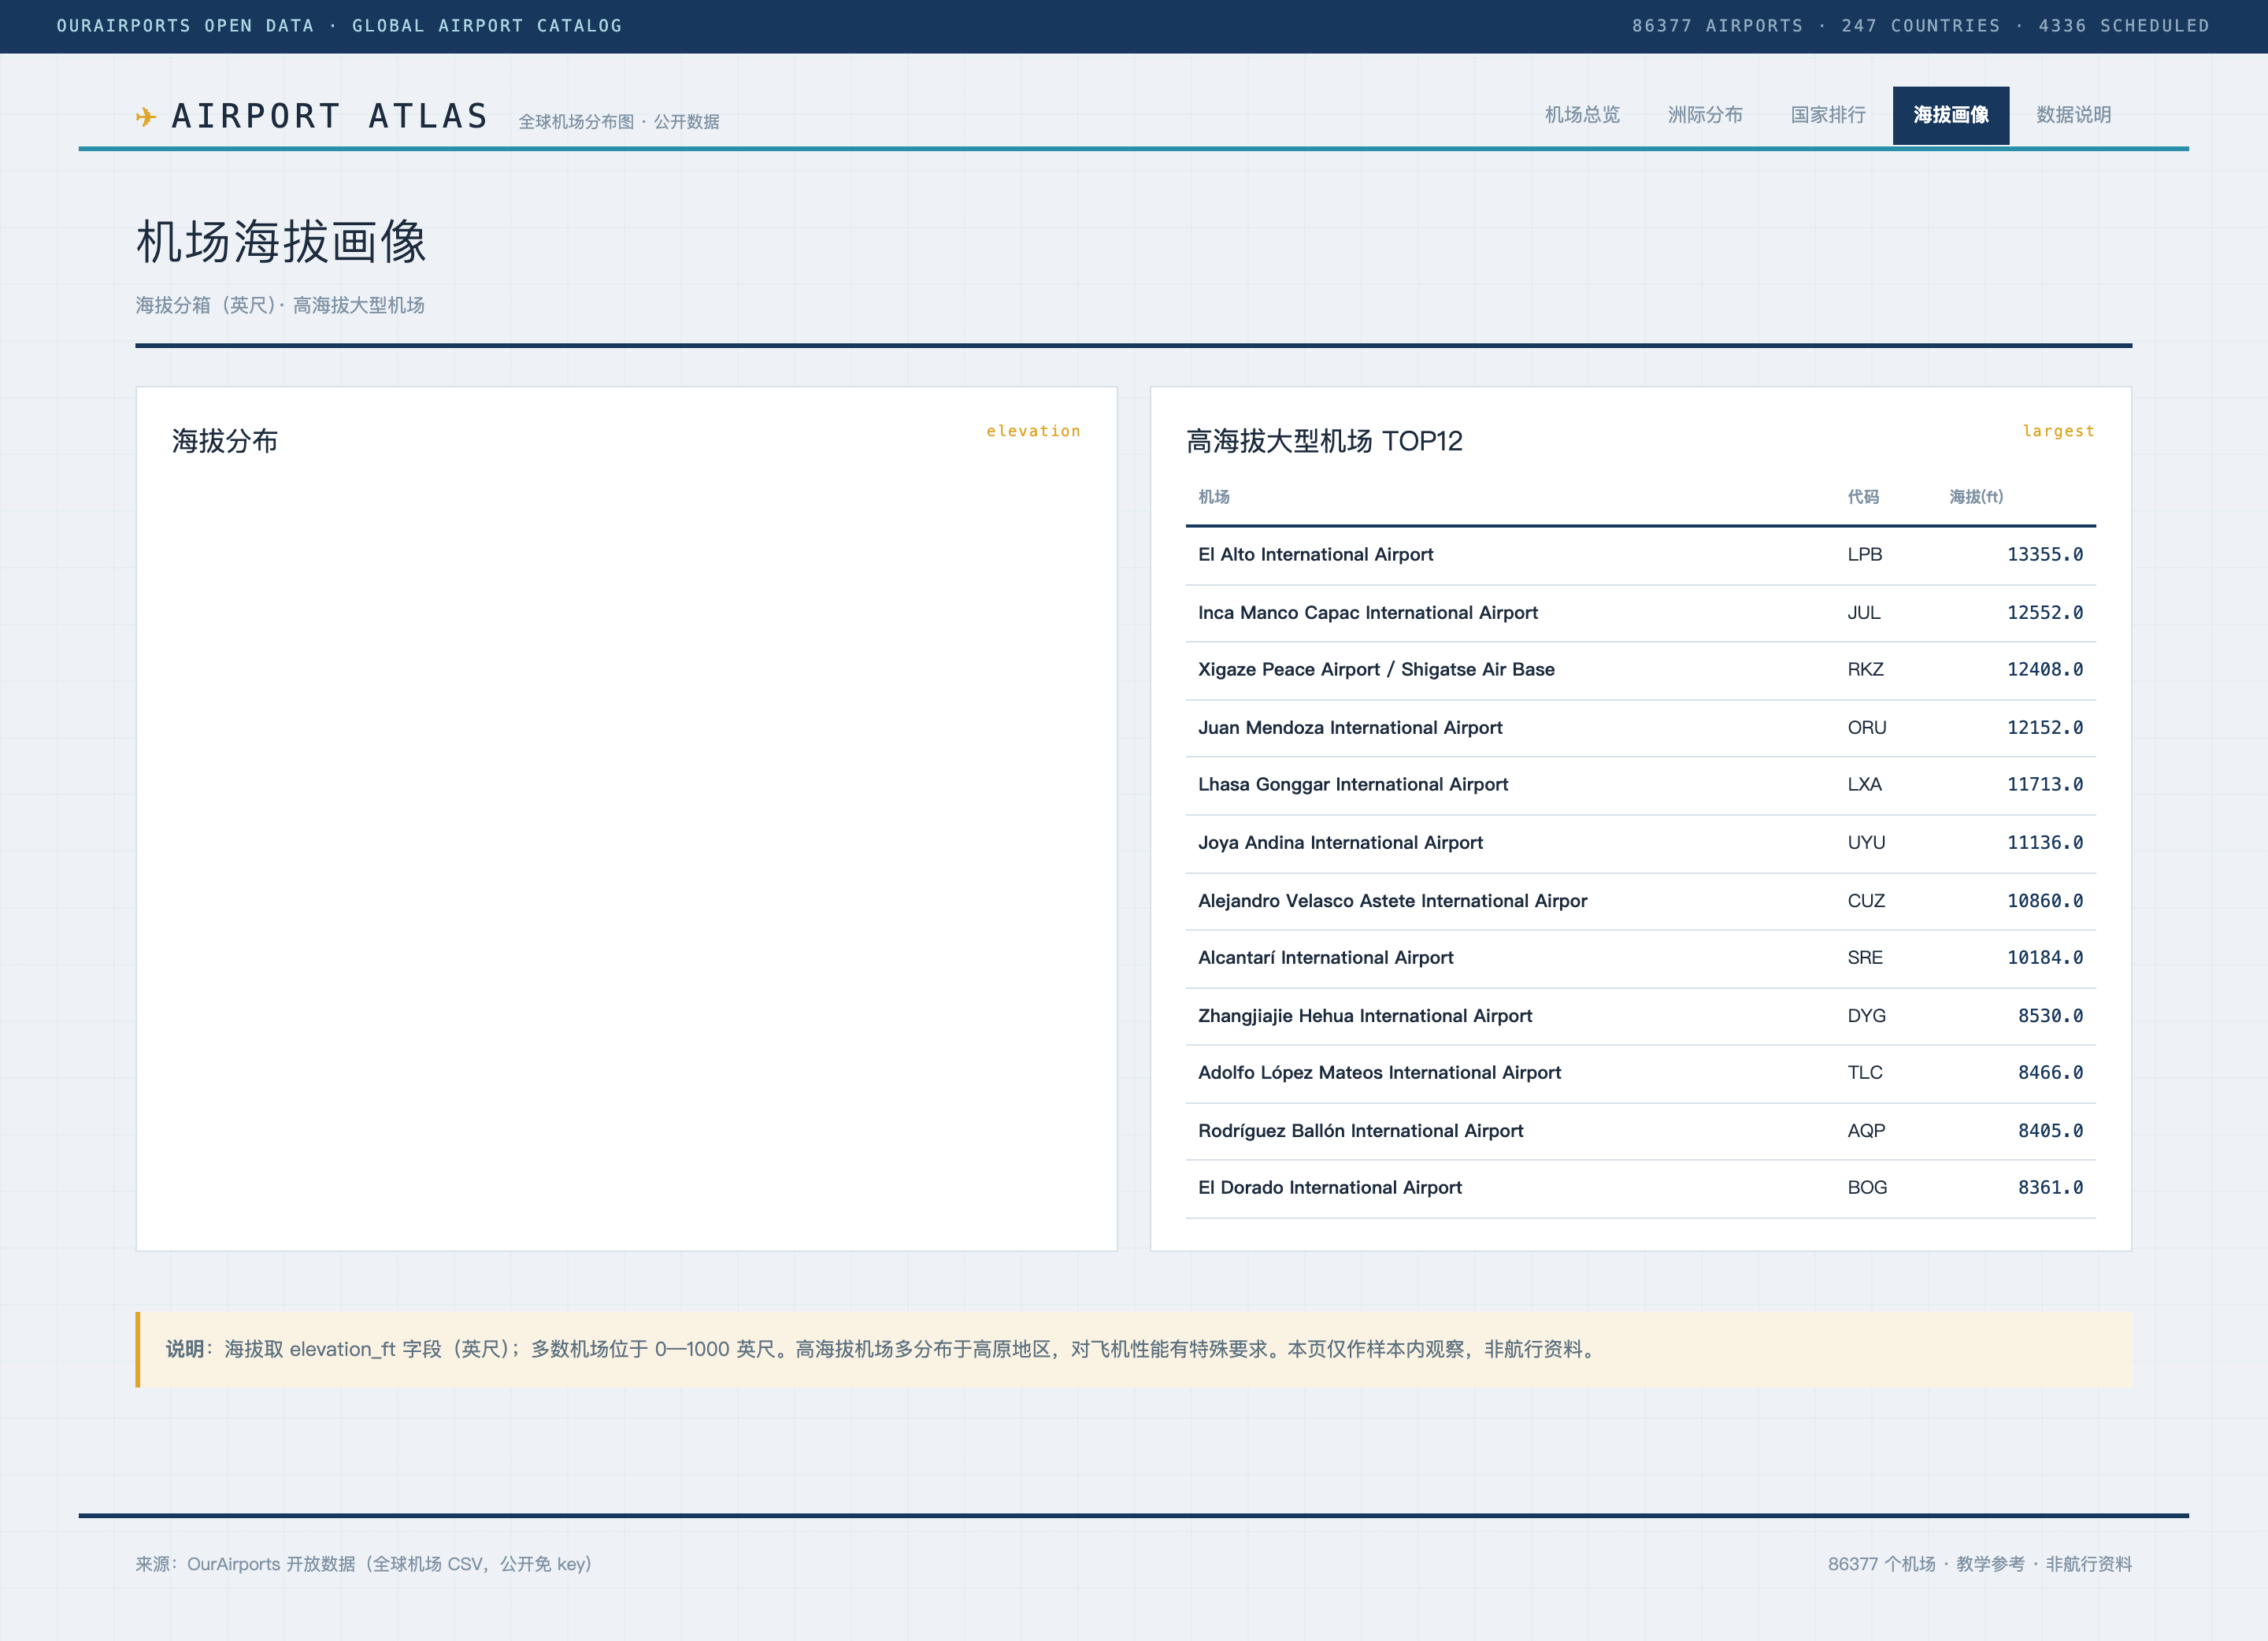 OURAIRPORTS OPEN DATA · GLOBAL AIRPORT CATALOG
86377 AIRPORTS · 247 COUNTRIES · 4336 SCHEDULED
✈ AIRPORT ATLAS 全球机场分布图 · 公开数据
机场总览 洲际分布 国家排行 海拔画像 数据说明
机场海拔画像
海拔分箱（英尺）· 高海拔大型机场
海拔分布 elevation
高海拔大型机场 TOP12 largest
机场 代码 海拔(ft)
El Alto International Airport LPB 13355.0
Inca Manco Capac International Airport JUL 12552.0
Xigaze Peace Airport / Shigatse Air Base RKZ 12408.0
Juan Mendoza International Airport ORU 12152.0
Lhasa Gonggar International Airport LXA 11713.0
Joya Andina International Airport UYU 11136.0
Alejandro Velasco Astete International Airpor CUZ 10860.0
Alcantarí International Airport SRE 10184.0
Zhangjiajie Hehua International Airport DYG 8530.0
Adolfo López Mateos International Airport TLC 8466.0
Rodríguez Ballón International Airport AQP 8405.0
El Dorado International Airport BOG 8361.0
说明：海拔取 elevation_ft 字段（英尺）；多数机场位于 0—1000 英尺。高海拔机场多分布于高原地区，对飞机性能有特殊要求。本页仅作样本内观察，非航行资料。
来源：OurAirports 开放数据（全球机场 CSV，公开免 key）
86377 个机场 · 教学参考 · 非航行资料